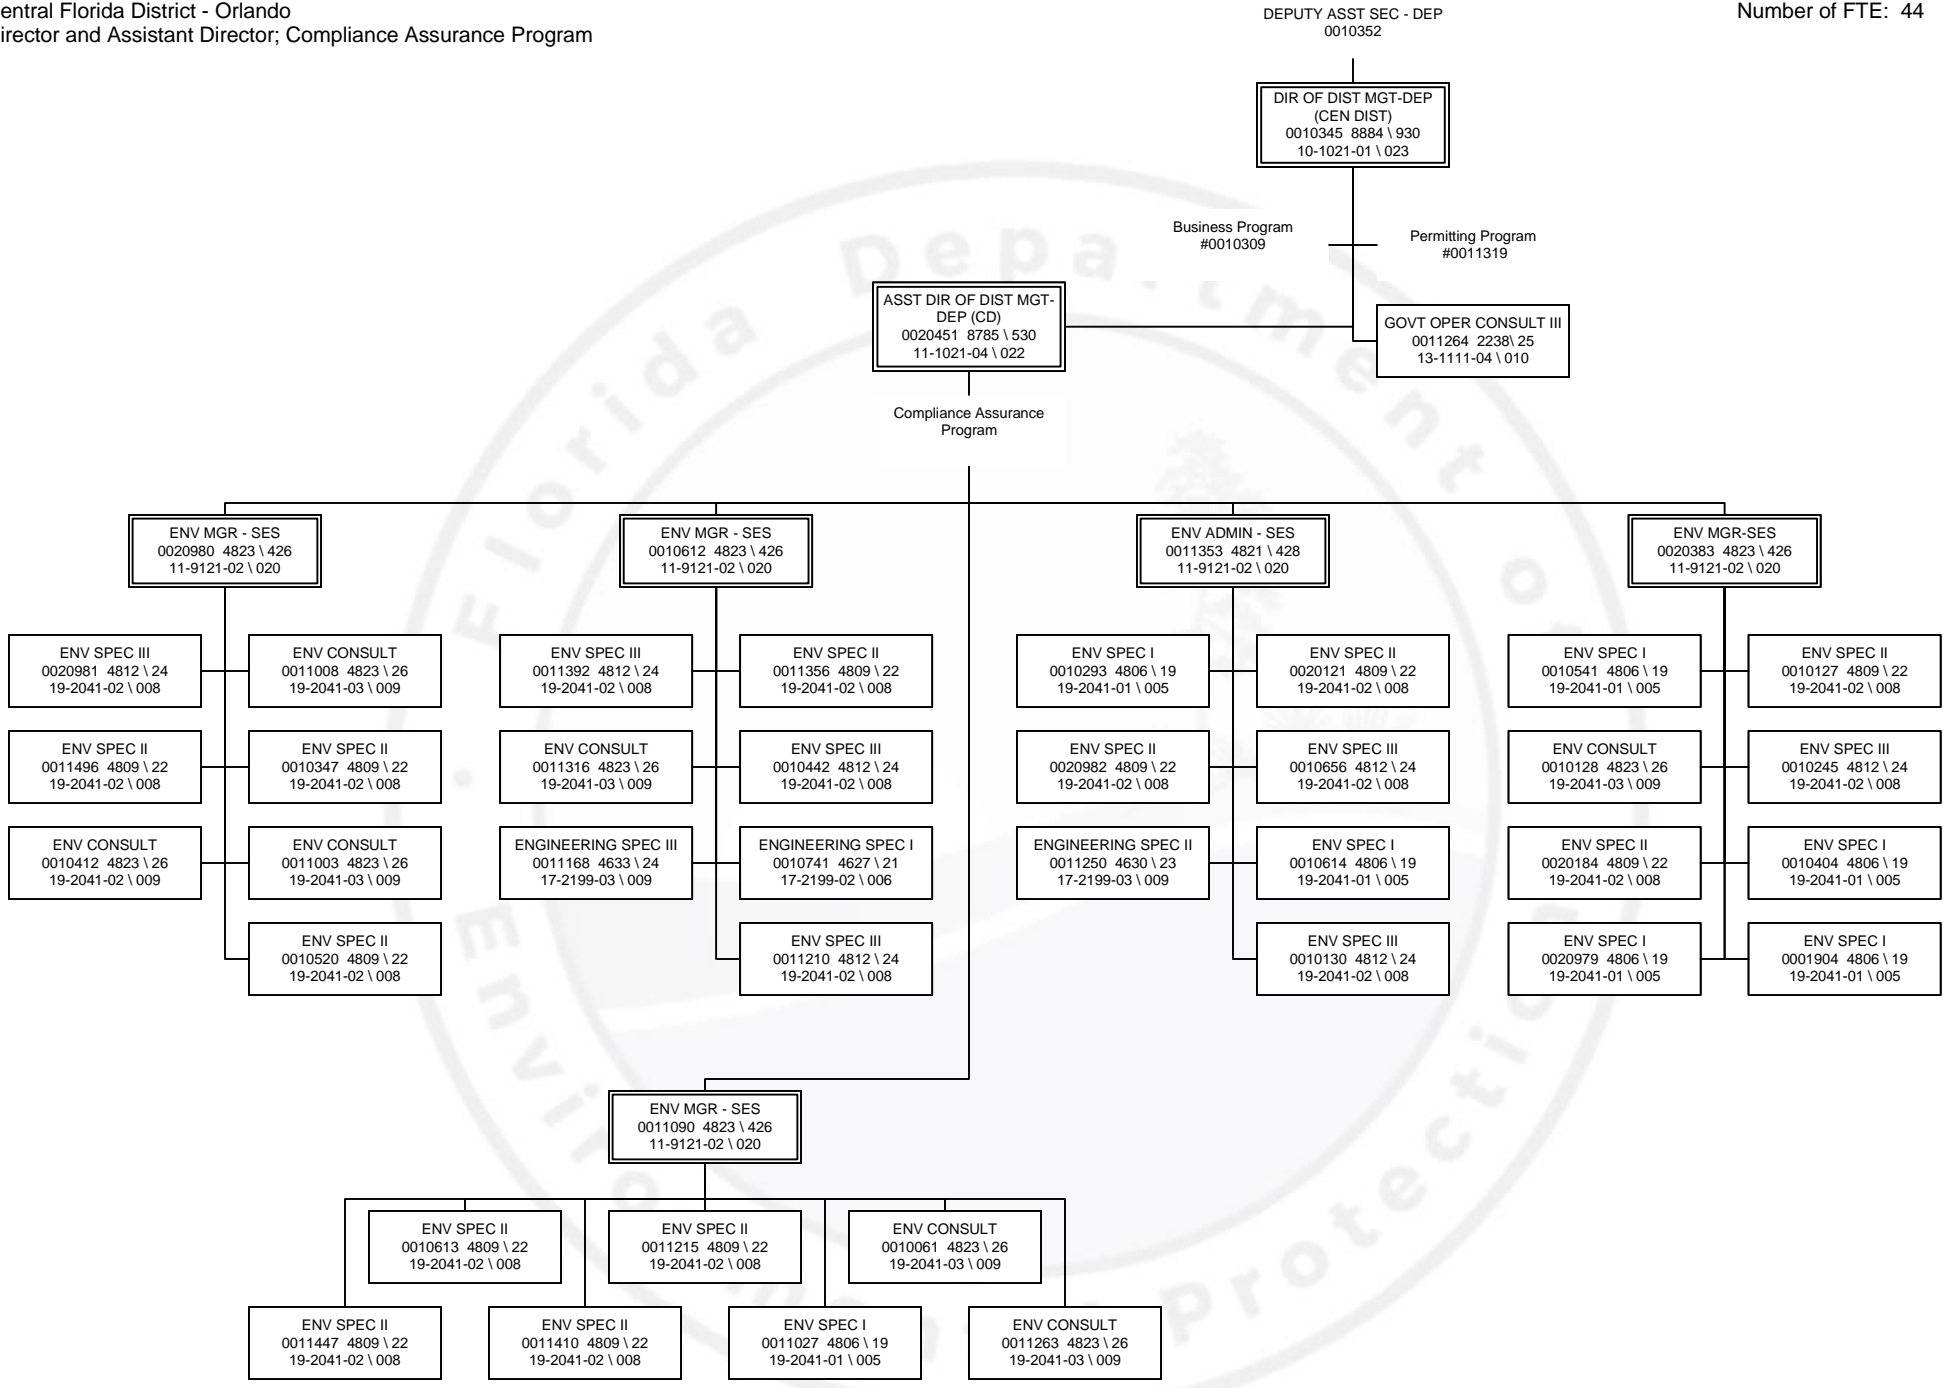 entral Florida District - Orlando
irector and Assistant Director; Compliance Assurance Program
DEPUTY ASST SEC - DEP
0010352
Number of FTE: 44
DIR OF DIST MGT-DEP
(CEN DIST)
0010345 8884 \ 930
10-1021-01 \ 023
Business Program
#0010309
Permitting Program
#0011319
ASST DIR OF DIST MGT-
DEP (CD)
0020451 8785 \ 530
11-1021-04 \ 022
GOVT OPER CONSULT III
0011264 2238\ 25
13-1111-04 \ 010
Compliance Assurance
Program
ENV MGR - SES
0020980 4823 \ 426
11-9121-02 \ 020
ENV MGR - SES
0010612 4823 \ 426
11-9121-02 \ 020
ENV ADMIN - SES
0011353 4821 \ 428
11-9121-02 \ 020
ENV MGR-SES
0020383 4823 \ 426
11-9121-02 \ 020
ENV SPEC III
0020981 4812 \ 24
19-2041-02 \ 008
ENV CONSULT
0011008 4823 \ 26
19-2041-03 \ 009
ENV SPEC III
0011392 4812 \ 24
19-2041-02 \ 008
ENV SPEC II
0011356 4809 \ 22
19-2041-02 \ 008
ENV SPEC I
0010293 4806 \ 19
19-2041-01 \ 005
ENV SPEC II
0020121 4809 \ 22
19-2041-02 \ 008
ENV SPEC I
0010541 4806 \ 19
19-2041-01 \ 005
ENV SPEC II
0010127 4809 \ 22
19-2041-02 \ 008
ENV SPEC II
0011496 4809 \ 22
19-2041-02 \ 008
ENV SPEC II
0010347 4809 \ 22
19-2041-02 \ 008
ENV CONSULT
0011316 4823 \ 26
19-2041-03 \ 009
ENV SPEC III
0010442 4812 \ 24
19-2041-02 \ 008
ENV SPEC II
0020982 4809 \ 22
19-2041-02 \ 008
ENV SPEC III
0010656 4812 \ 24
19-2041-02 \ 008
ENV CONSULT
0010128 4823 \ 26
19-2041-03 \ 009
ENV SPEC III
0010245 4812 \ 24
19-2041-02 \ 008
ENV CONSULT
0010412 4823 \ 26
19-2041-02 \ 009
ENV CONSULT
0011003 4823 \ 26
19-2041-03 \ 009
ENGINEERING SPEC III
0011168 4633 \ 24
17-2199-03 \ 009
ENGINEERING SPEC I
0010741 4627 \ 21
17-2199-02 \ 006
ENGINEERING SPEC II
0011250 4630 \ 23
17-2199-03 \ 009
ENV SPEC I
0010614 4806 \ 19
19-2041-01 \ 005
ENV SPEC II
0020184 4809 \ 22
19-2041-02 \ 008
ENV SPEC I
0010404 4806 \ 19
19-2041-01 \ 005
ENV SPEC II
0010520 4809 \ 22
19-2041-02 \ 008
ENV SPEC III
0011210 4812 \ 24
19-2041-02 \ 008
ENV SPEC III
0010130 4812 \ 24
19-2041-02 \ 008
ENV SPEC I
0020979 4806 \ 19
19-2041-01 \ 005
ENV SPEC I
0001904 4806 \ 19
19-2041-01 \ 005
ENV MGR - SES
0011090 4823 \ 426
11-9121-02 \ 020
ENV SPEC II
0010613 4809 \ 22
19-2041-02 \ 008
ENV SPEC II
0011215 4809 \ 22
19-2041-02 \ 008
ENV CONSULT
0010061 4823 \ 26
19-2041-03 \ 009
ENV SPEC II
0011447 4809 \ 22
19-2041-02 \ 008
ENV SPEC II
0011410 4809 \ 22
19-2041-02 \ 008
ENV SPEC I
0011027 4806 \ 19
19-2041-01 \ 005
ENV CONSULT
0011263 4823 \ 26
19-2041-03 \ 009
Florida Department of
Protection